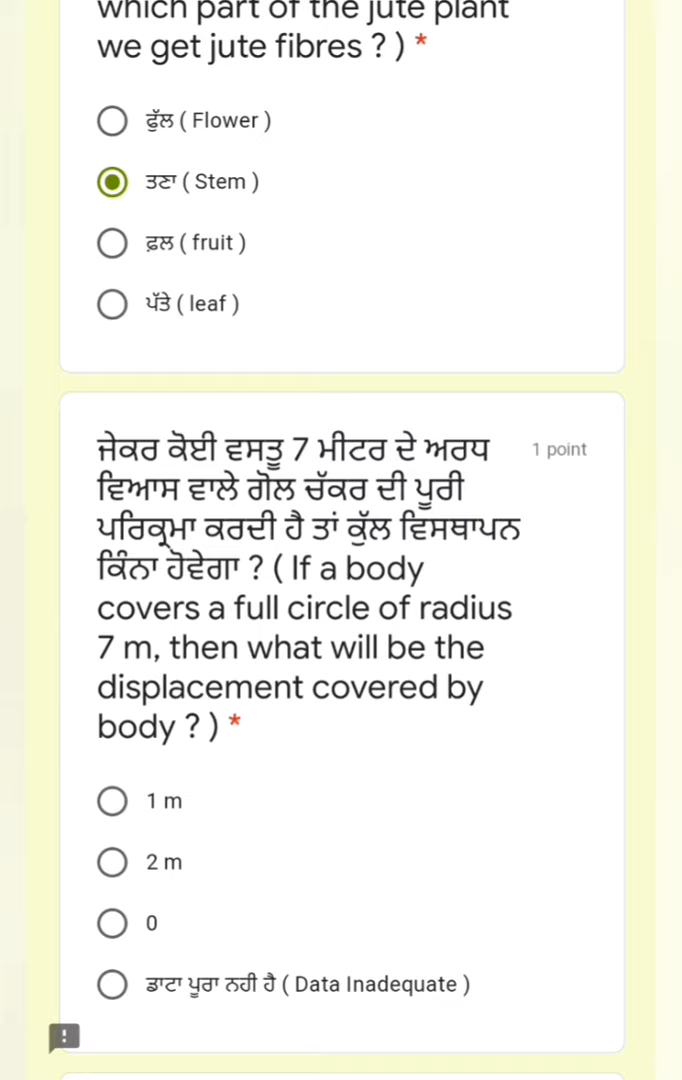 which part of the jute plant
we get jute fibres ? ) *
ਫੁੱਲ ( Flower )
ਤਣਾ ( Stem )
ਫ਼ਲ ( fruit )
ਪੱਤੇ ( leaf )
ਜੇਕਰ ਕੋਈ ਵਸਤੂ 7 ਮੀਟਰ ਦੇ ਅਰਧ
1 point
ਵਿਆਸ ਵਾਲੇ ਗੋਲ ਚੱਕਰ ਦੀ ਪੂਰੀ
ਪਰਿਕ੍ਰਮਾ ਕਰਦੀ ਹੈ ਤਾਂ ਕੁੱਲ ਵਿਸਥਾਪਨ
ਕਿੰਨਾ ਹੋਵੇਗਾ ? ( If a body
covers a full circle of radius
7 m, then what will be the
displacement covered by
body ? ) *
1 m
2 m
0
ਡਾਟਾ ਪੂਰਾ ਨਹੀ ਹੈ ( Data Inadequate )